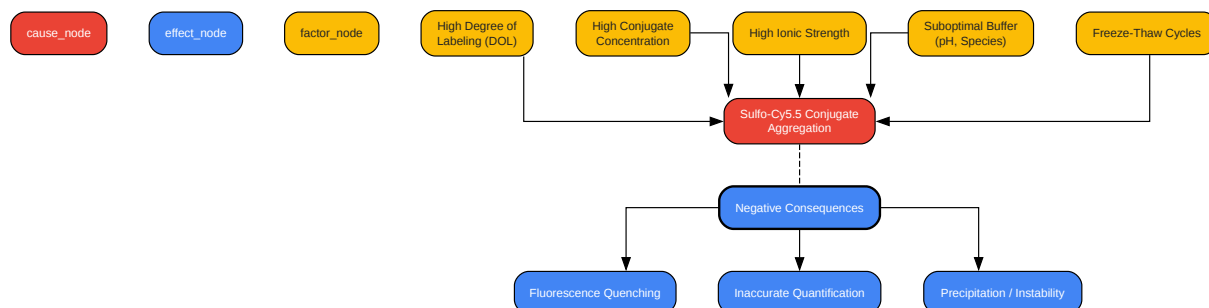 cause_node
effect_node
factor_node
High Degree of
Labeling (DOL)
High Conjugate
Concentration
High Ionic Strength
Suboptimal Buffer
(pH, Species)
Freeze-Thaw Cycles
Sulfo-Cy5.5 Conjugate
Aggregation
Negative Consequences
Fluorescence Quenching
Inaccurate Quantification
Precipitation / Instability